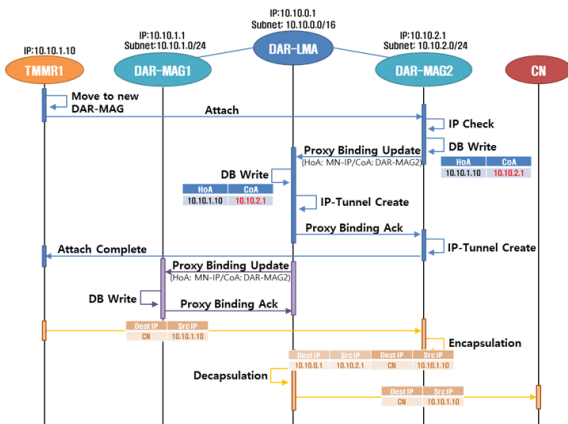 IP:10.10.0.1
Subnet: 10.10.0.0/16
IP:10.10.1.10
IP:10.10.1.1
Subnet: 10.10.1.0/24
IP:10.10.2.1
Subnet: 10.10.2.0/24
TMMR1
DAR-MAG1
DAR-LMA
DAR-MAG2
CN
Move to new
DAR-MAG
Attach
IP Check
DB Write
Proxy Binding Update
(HoA: MN-IP/CoA:DAR-MAG2)
HoA CoA
10.10.1.10 10.10.2.1
DB Write
HoA CoA
10.10.1.10 10.10.2.1
IP-Tunnel Create
Proxy Binding Ack
IP-Tunnel Create
Attach Complete
Proxy Binding Update
(HoA: MN-IP/CoA:DAR-MAG2)
DB Write
Proxy Binding Ack
Dest IP Src IP
CN 10.10.1.10
Encapsulation
Dest IP Src IP Dest IP Src IP
10.10.0.1 10.10.2.1 CN 10.10.1.10
Decapsulation
Dest IP Src IP
CN 10.10.1.10